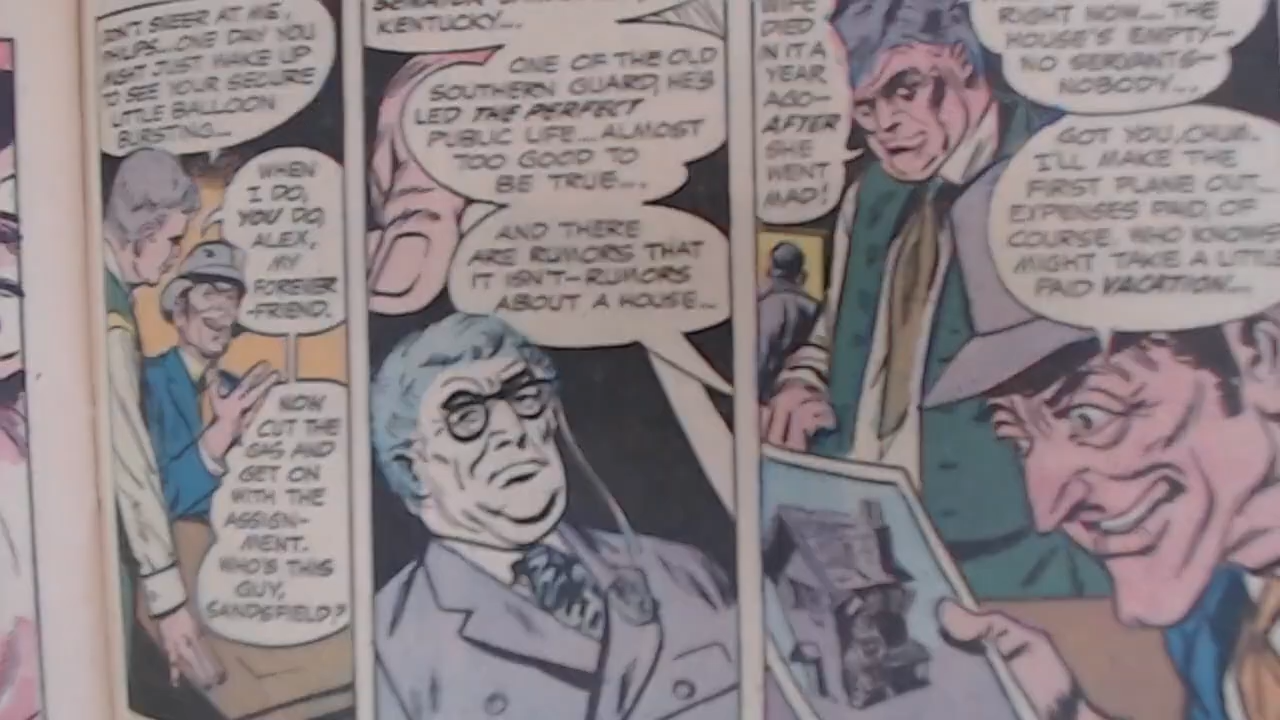 DON'T SNEER AT ME,
PHILPS...ONE DAY YOU
MIGHT JUST WAKE UP
TO SEE YOUR SECURE
LITTLE BALLOON
BURSTING...
WHEN
I DO,
YOU DO,
ALEX,
MY
FOREVER
-FRIEND.
NOW
CUT THE
GAS AND
GET ON
WITH THE
ASSIGN-
MENT.
WHO'S THIS
GUY,
SANDSFIELD?
KENTUCKY...
ONE OF THE OLD
SOUTHERN GUARD, HE'S
LED THE PERFECT
PUBLIC LIFE...ALMOST
TOO GOOD TO
BE TRUE...
AND THERE
ARE RUMORS THAT
IT ISN'T—RUMORS
ABOUT A HOUSE...
WIFE
DIED
IN IT A
YEAR
AGO—
AFTER
SHE
WENT
MAD!
RIGHT NOW... THE
HOUSE'S EMPTY—
NO SERVANTS—
NOBODY...
GOT YOU, CHUM.
I'LL MAKE THE
FIRST PLANE OUT...
EXPENSES PAID, OF
COURSE. WHO KNOWS
MIGHT TAKE A LITTLE
PAID VACATION...